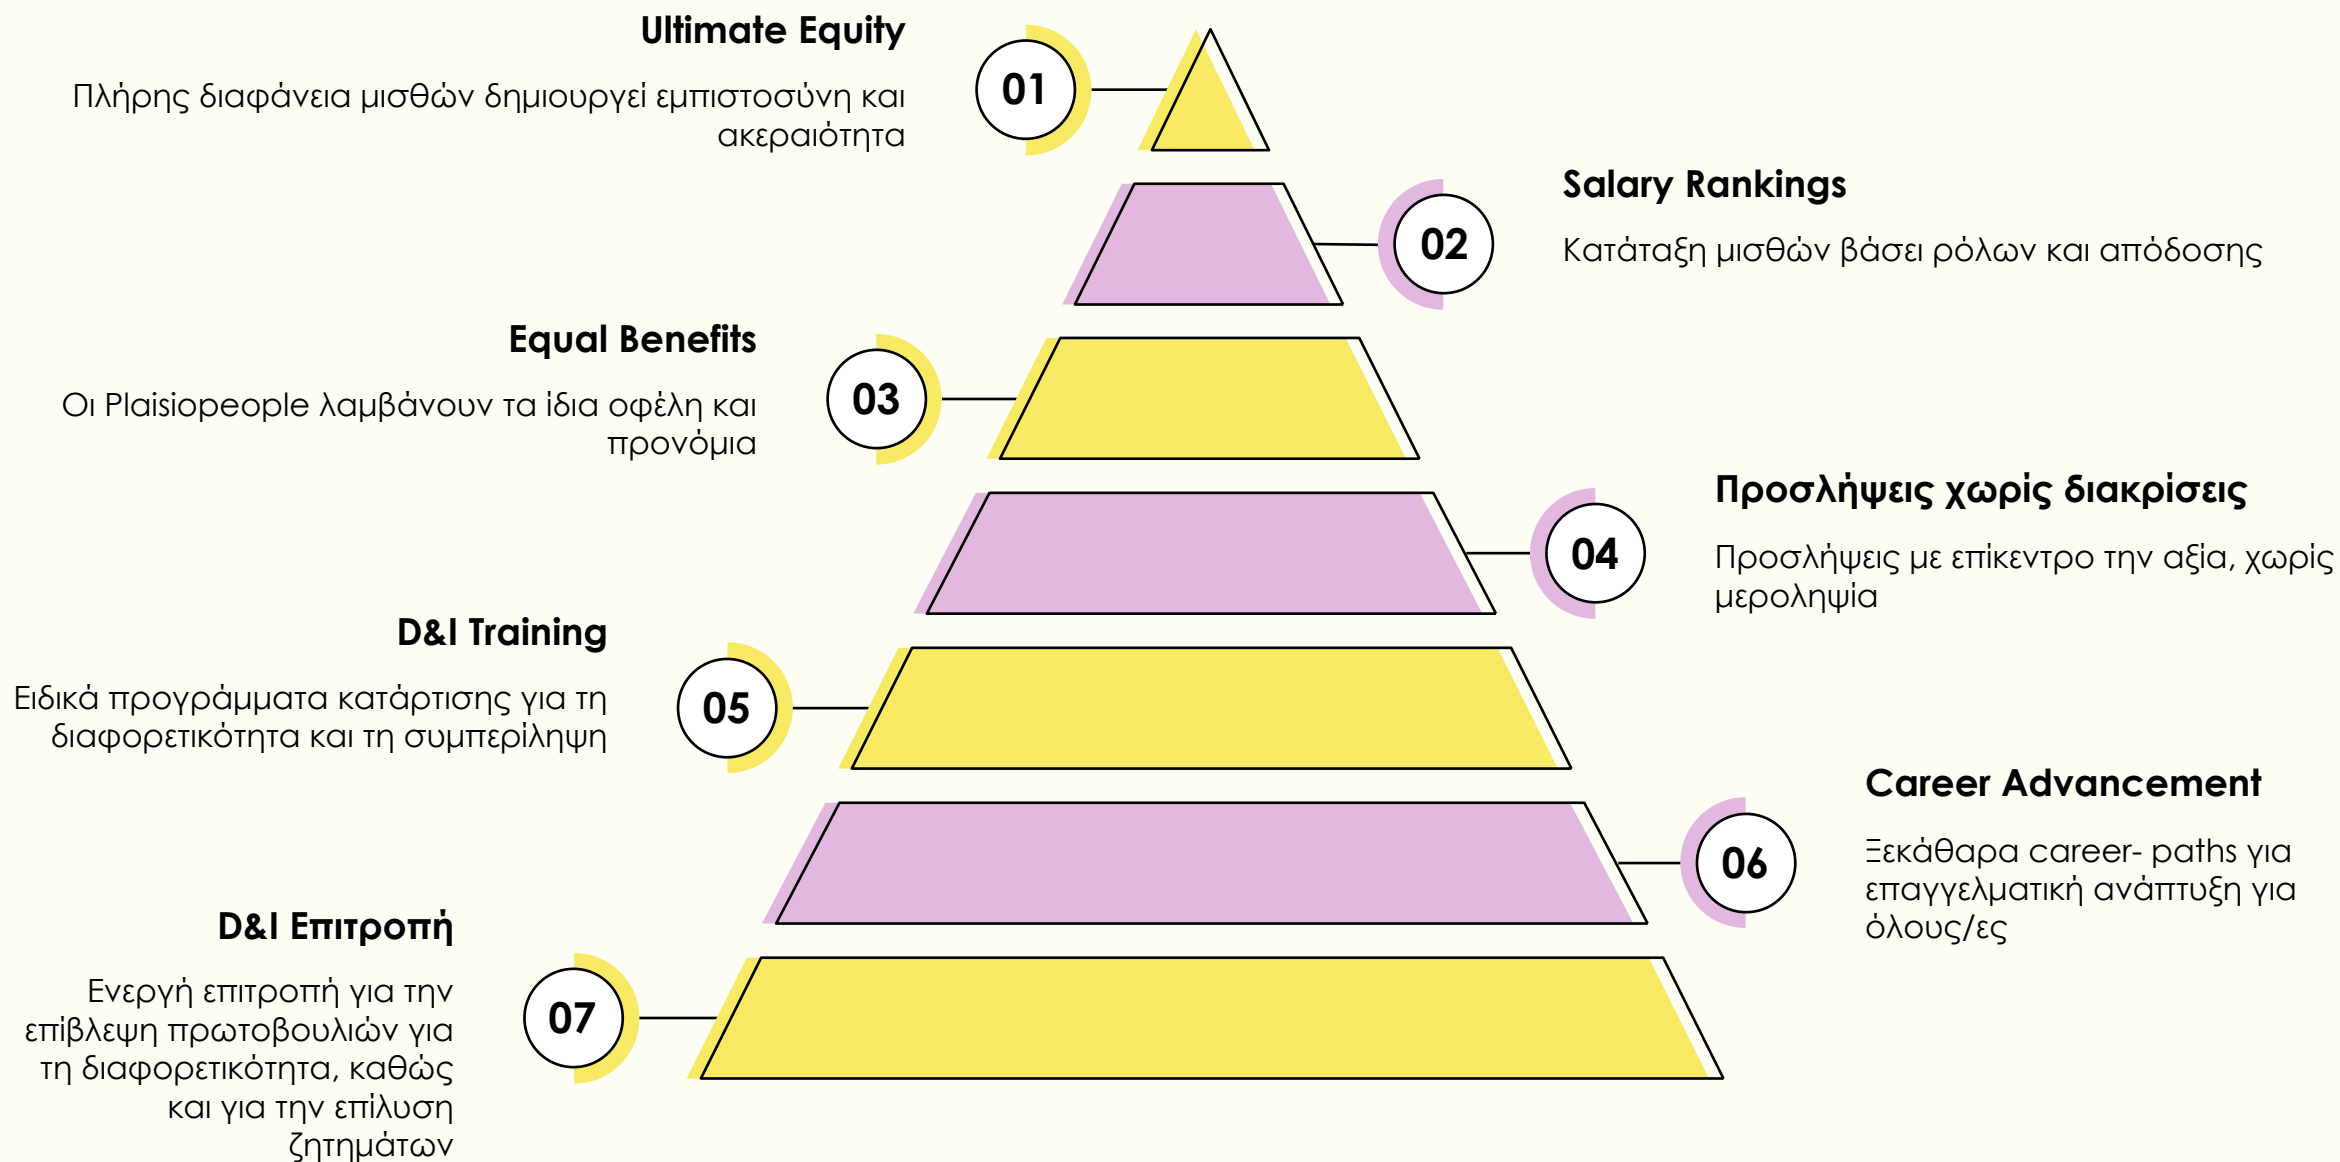 Ultimate Equity
Πλήρης διαφάνεια μισθών δημιουργεί εμπιστοσύνη και
ακεραιότητα
01
Salary Rankings
Κατάταξη μισθών βάσει ρόλων και απόδοσης
02
Equal Benefits
Οι Plaisiopeople λαμβάνουν τα ίδια οφέλη και
προνόμια
03
Προσλήψεις χωρίς διακρίσεις
Προσλήψεις με επίκεντρο την αξία, χωρίς
μεροληψία
04
D&I Training
Ειδικά προγράμματα κατάρτισης για τη
διαφορετικότητα και τη συμπερίληψη
05
Career Advancement
Ξεκάθαρα career- paths για
επαγγελματική ανάπτυξη για
όλους/ες
06
D&I Επιτροπή
Ενεργή επιτροπή για την
επίβλεψη πρωτοβουλιών για
τη διαφορετικότητα, καθώς
και για την επίλυση
ζητημάτων
07